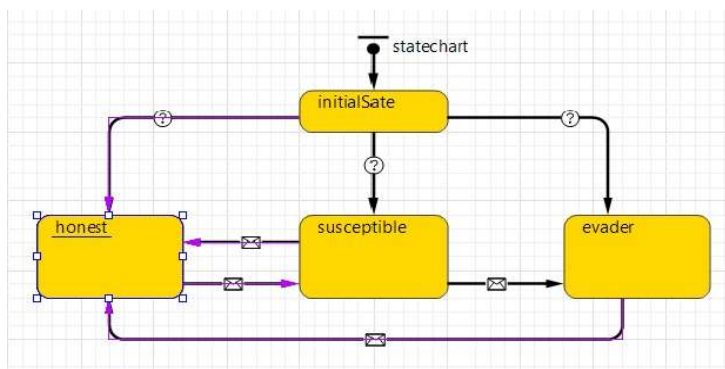 statechart
initialSate
?
?
?
honest
susceptible
evader